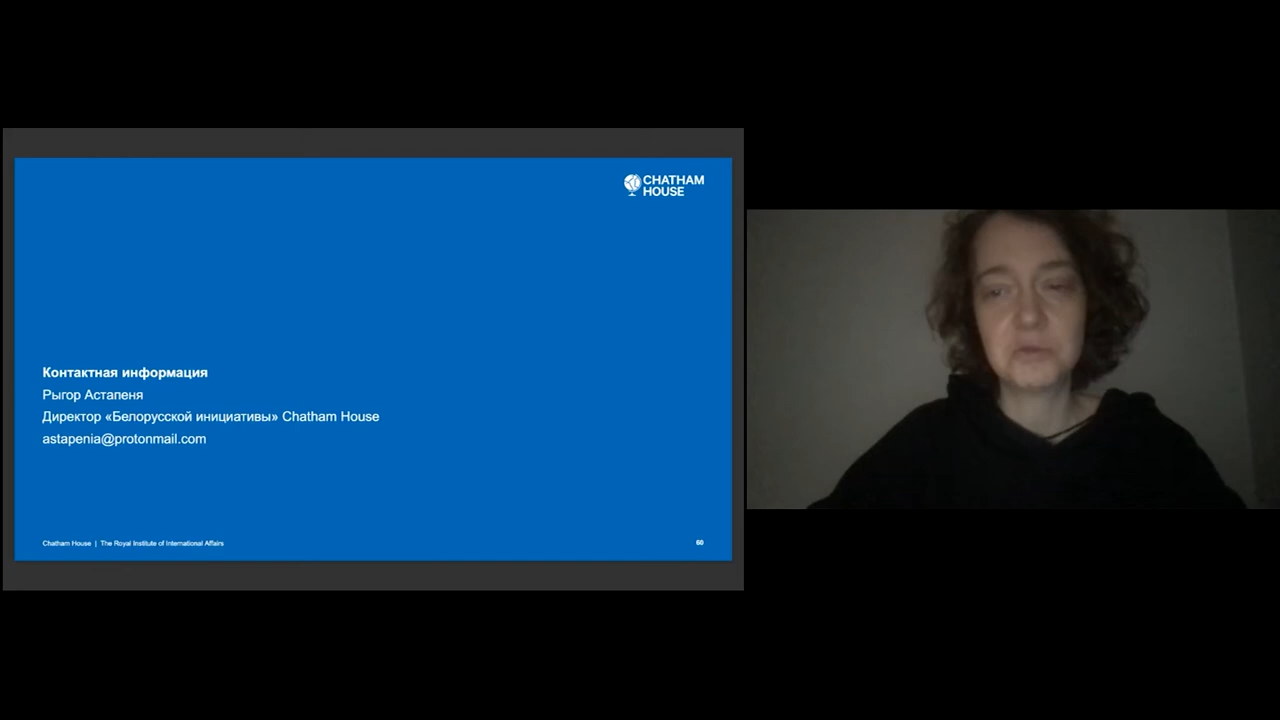 CHATHAM
HOUSE
Контактная информация
Рыгор Астапеня
Директор «Белорусской инициативы» Chatham House
astapenia@protonmail.com
Chatham House | The Royal Institute of International Affairs
60